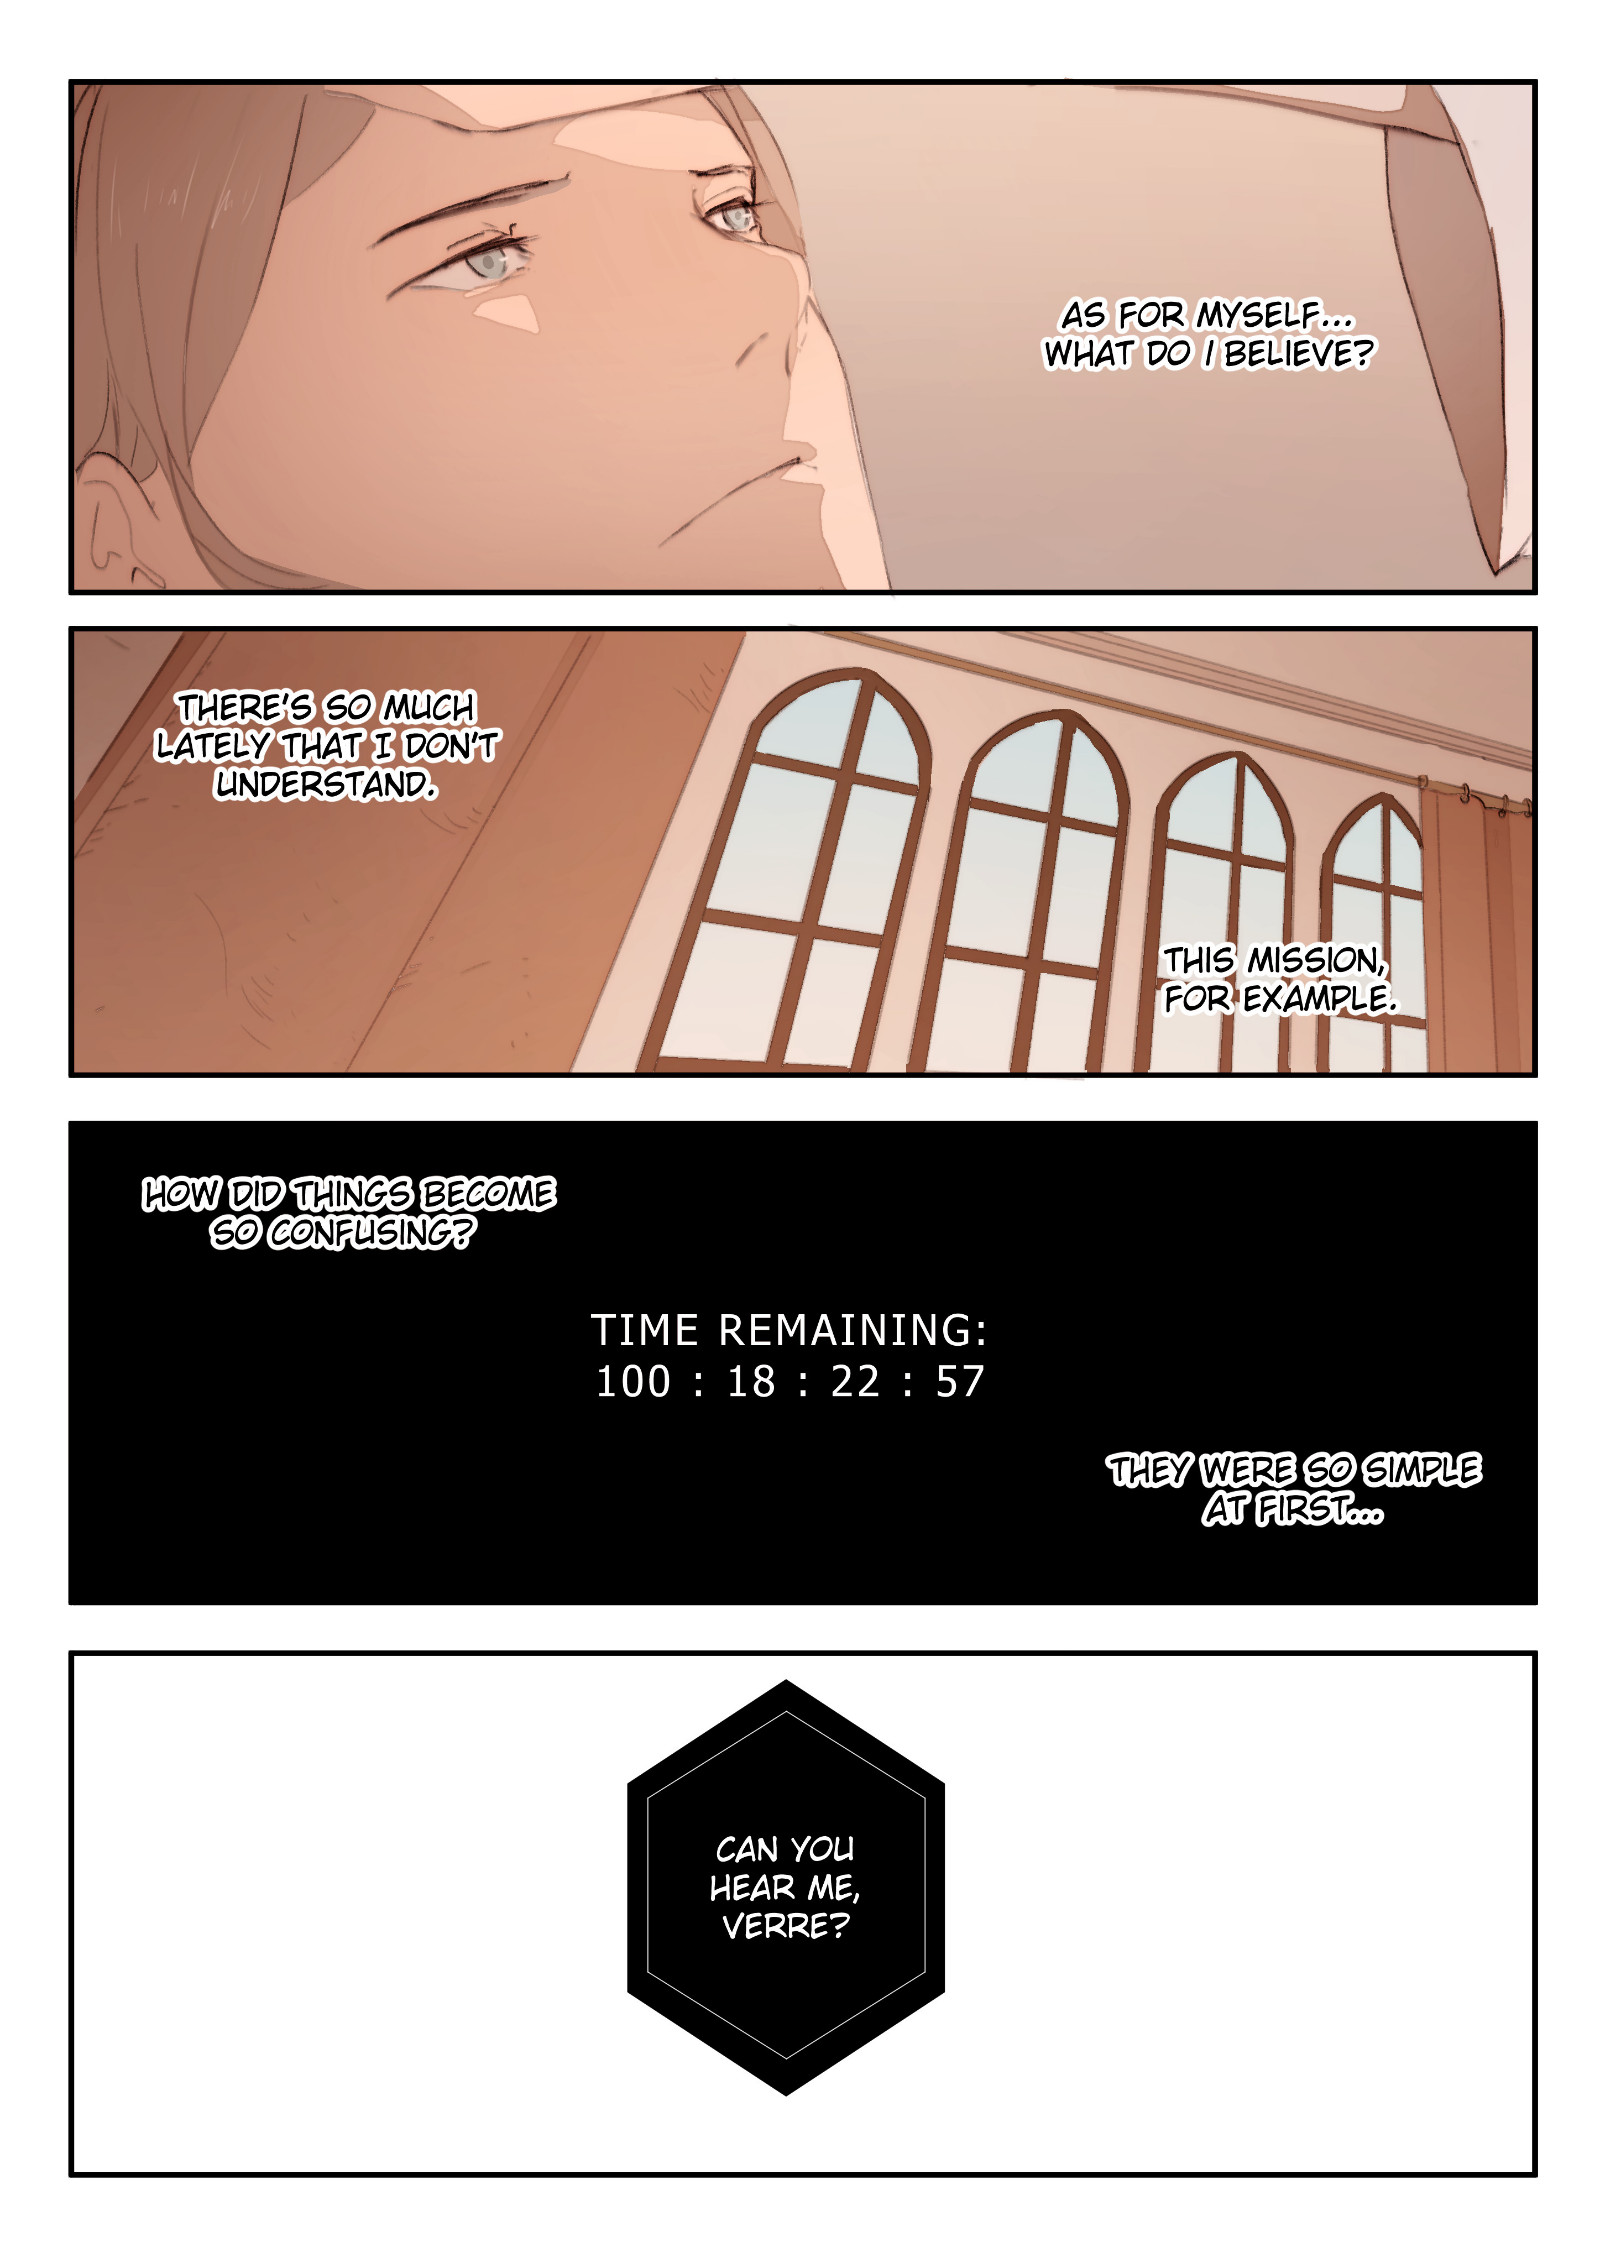 AS FOR MYSELF...
WHAT DO I BELIEVE?
THERE'S SO MUCH
LATELY THAT I DON'T
UNDERSTAND.
THIS MISSION,
FOR EXAMPLE.
HOW DID THINGS BECOME
SO CONFUSING?
TIME REMAINING:
100 : 18 : 22 : 57
THEY WERE SO SIMPLE
AT FIRST...
CAN YOU
HEAR ME,
VERRE?